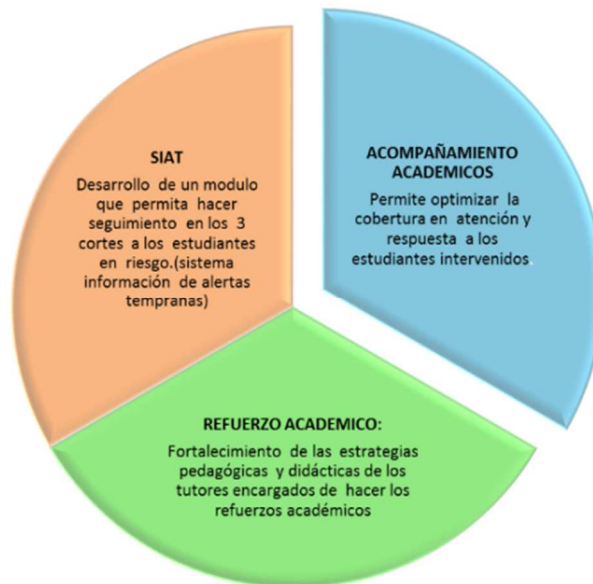 SIAT
Desarrollo de un modulo
que permita hacer
seguimiento en los 3
cortes a los estudiantes
en riesgo.(sistema
información de alertas
tempranas)
ACOMPAÑAMIENTO
ACADEMICOS
Permite optimizar la
cobertura en atención y
respuesta a los
estudiantes intervenidos.
REFUERZO ACADEMICO:
Fortalecimiento de las estrategias
pedagógicas y didácticas de los
tutores encargados de hacer los
refuerzos académicos